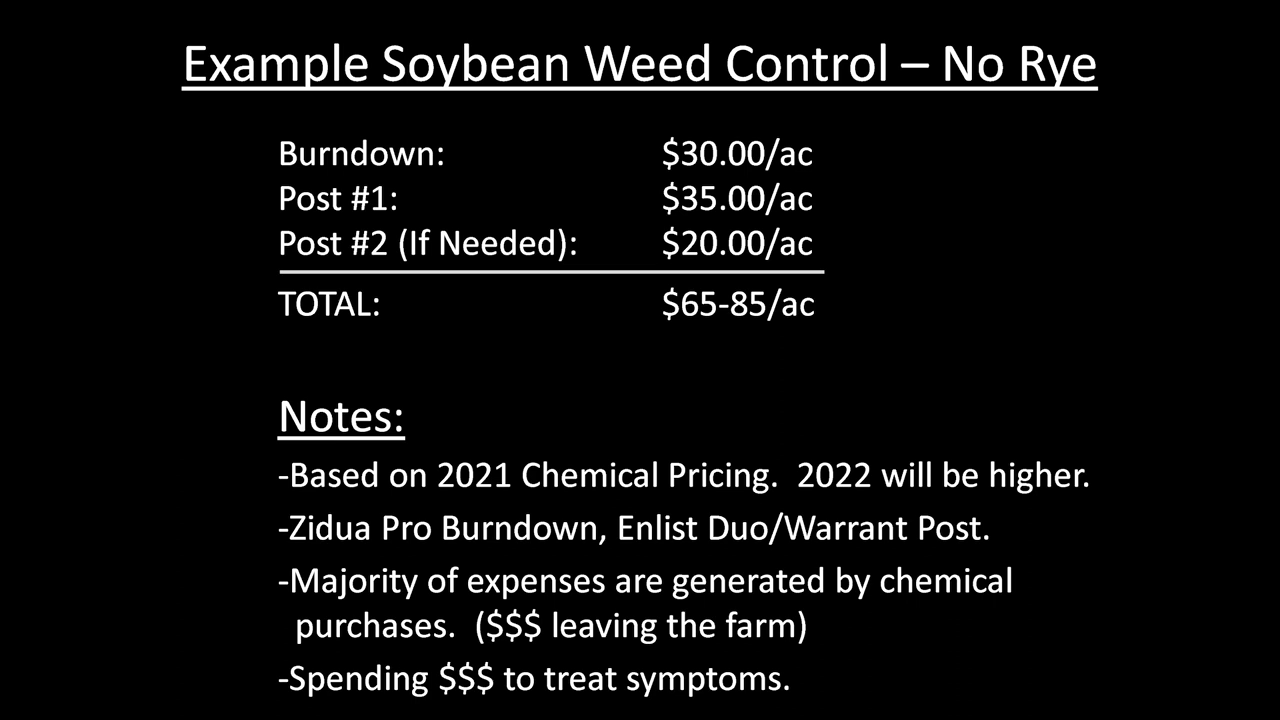 Example Soybean Weed Control – No Rye
Burndown: $30.00/ac
Post #1: $35.00/ac
Post #2 (If Needed): $20.00/ac
TOTAL: $65-85/ac
Notes:
-Based on 2021 Chemical Pricing.  2022 will be higher.
-Zidua Pro Burndown, Enlist Duo/Warrant Post.
-Majority of expenses are generated by chemical
purchases.  ($$$ leaving the farm)
-Spending $$$ to treat symptoms.